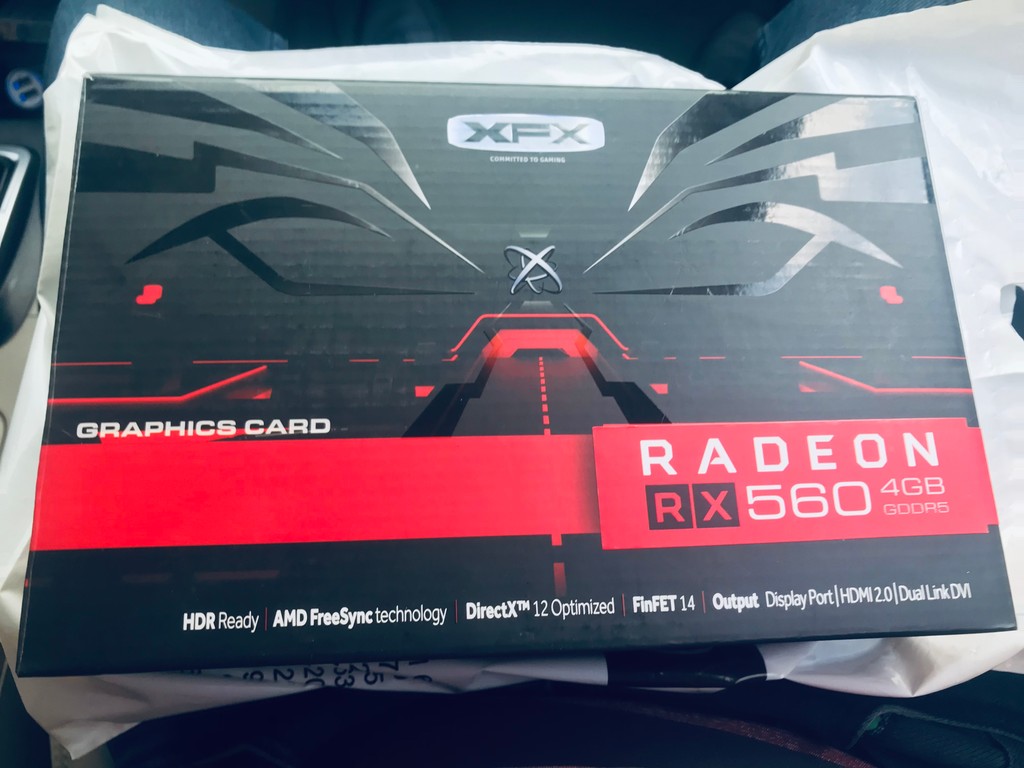 XFX
COMMITTED TO GAMING
GRAPHICS CARD
RADEON
RX 560 4GB
GDDR5
HDR Ready | AMD FreeSync technology | DirectX™ 12 Optimized | FinFET 14 | Output Display Port | HDMI 2.0 | Dual Link DVI